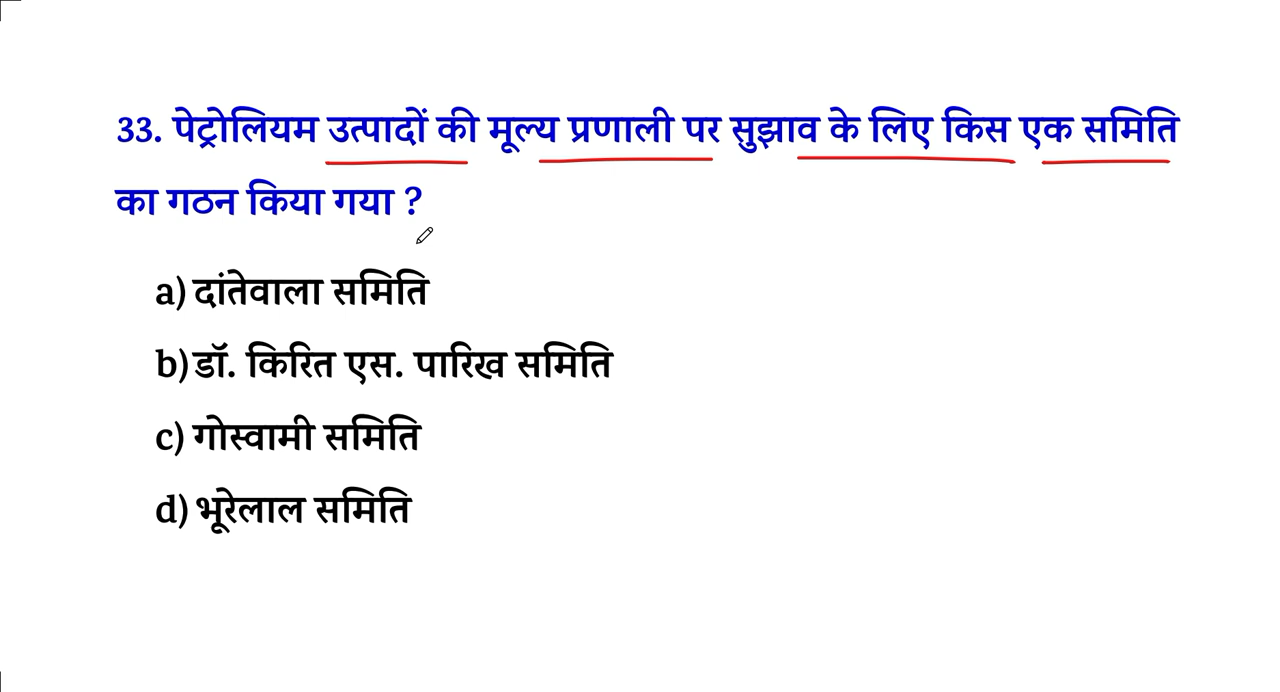 33. पेट्रोलियम उत्पादों की मूल्य प्रणाली पर सुझाव के लिए किस एक समिति
का गठन किया गया ?
a) दांतेवाला समिति
b) डॉ. किरित एस. पारिख समिति
c) गोस्वामी समिति
d) भूरेलाल समिति